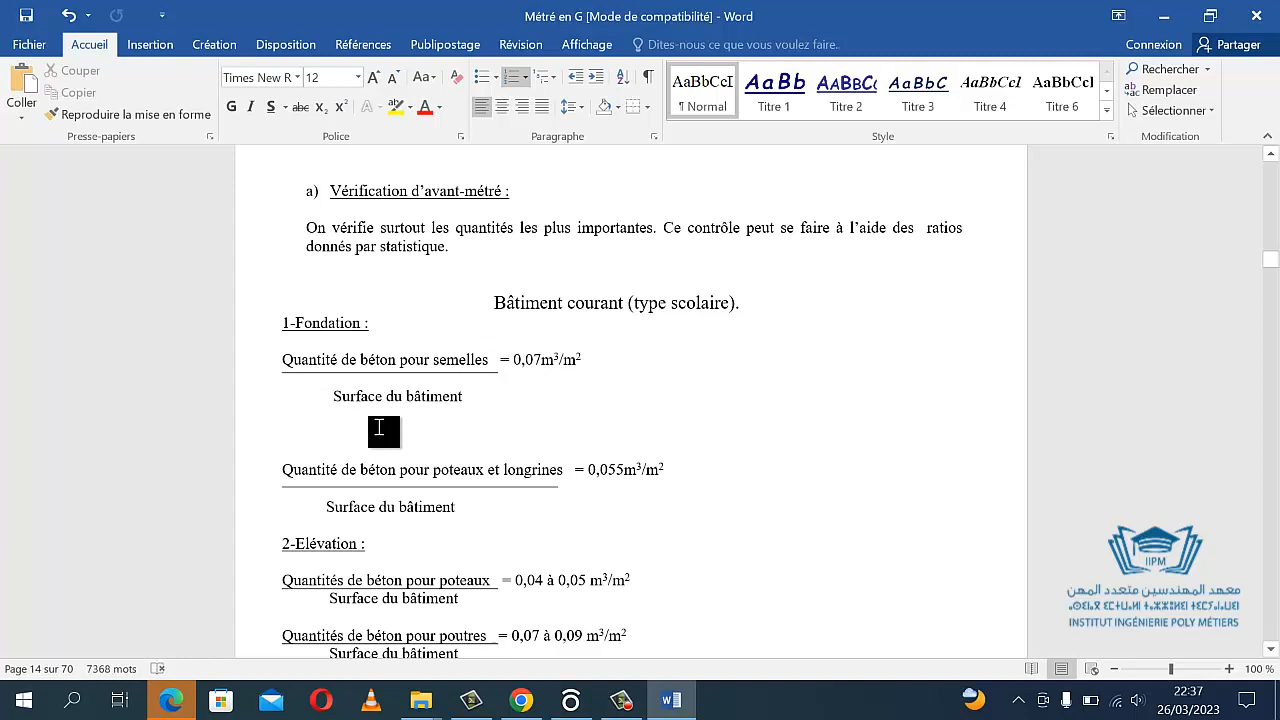 Métré en G [Mode de compatibilité] - Word
Fichier Accueil Insertion Création Disposition Références Publipostage Révision Affichage Dites-nous ce que vous voulez faire.. Connexion Partager
Coller
Couper
Copier
Reproduire la mise en forme
Times New R 12
G I S abc X₂ X² A A
AaBbCcI AaBb AABBCC AaBbC AaBbCcI AaBbCcI
¶ Normal Titre 1 Titre 2 Titre 3 Titre 4 Titre 6
Rechercher
Remplacer
Sélectionner
Presse-papiers Police Paragraphe Style Modification
a) Vérification d’avant-métré :
On vérifie surtout les quantités les plus importantes. Ce contrôle peut se faire à l’aide des ratios
donnés par statistique.
Bâtiment courant (type scolaire).
1-Fondation :
Quantité de béton pour semelles = 0,07m³/m²
Surface du bâtiment
Quantité de béton pour poteaux et longrines = 0,055m³/m²
Surface du bâtiment
2-Elévation :
Quantités de béton pour poteaux = 0,04 à 0,05 m³/m²
Surface du bâtiment
Quantités de béton pour poutres = 0,07 à 0,09 m³/m²
Surface du bâtiment
IIPM
معهد المهندسين متعدد المهن
INSTITUT INGÉNIERIE POLY MÉTIERS
Page 14 sur 70 7368 mots 100 %
22:37
26/03/2023